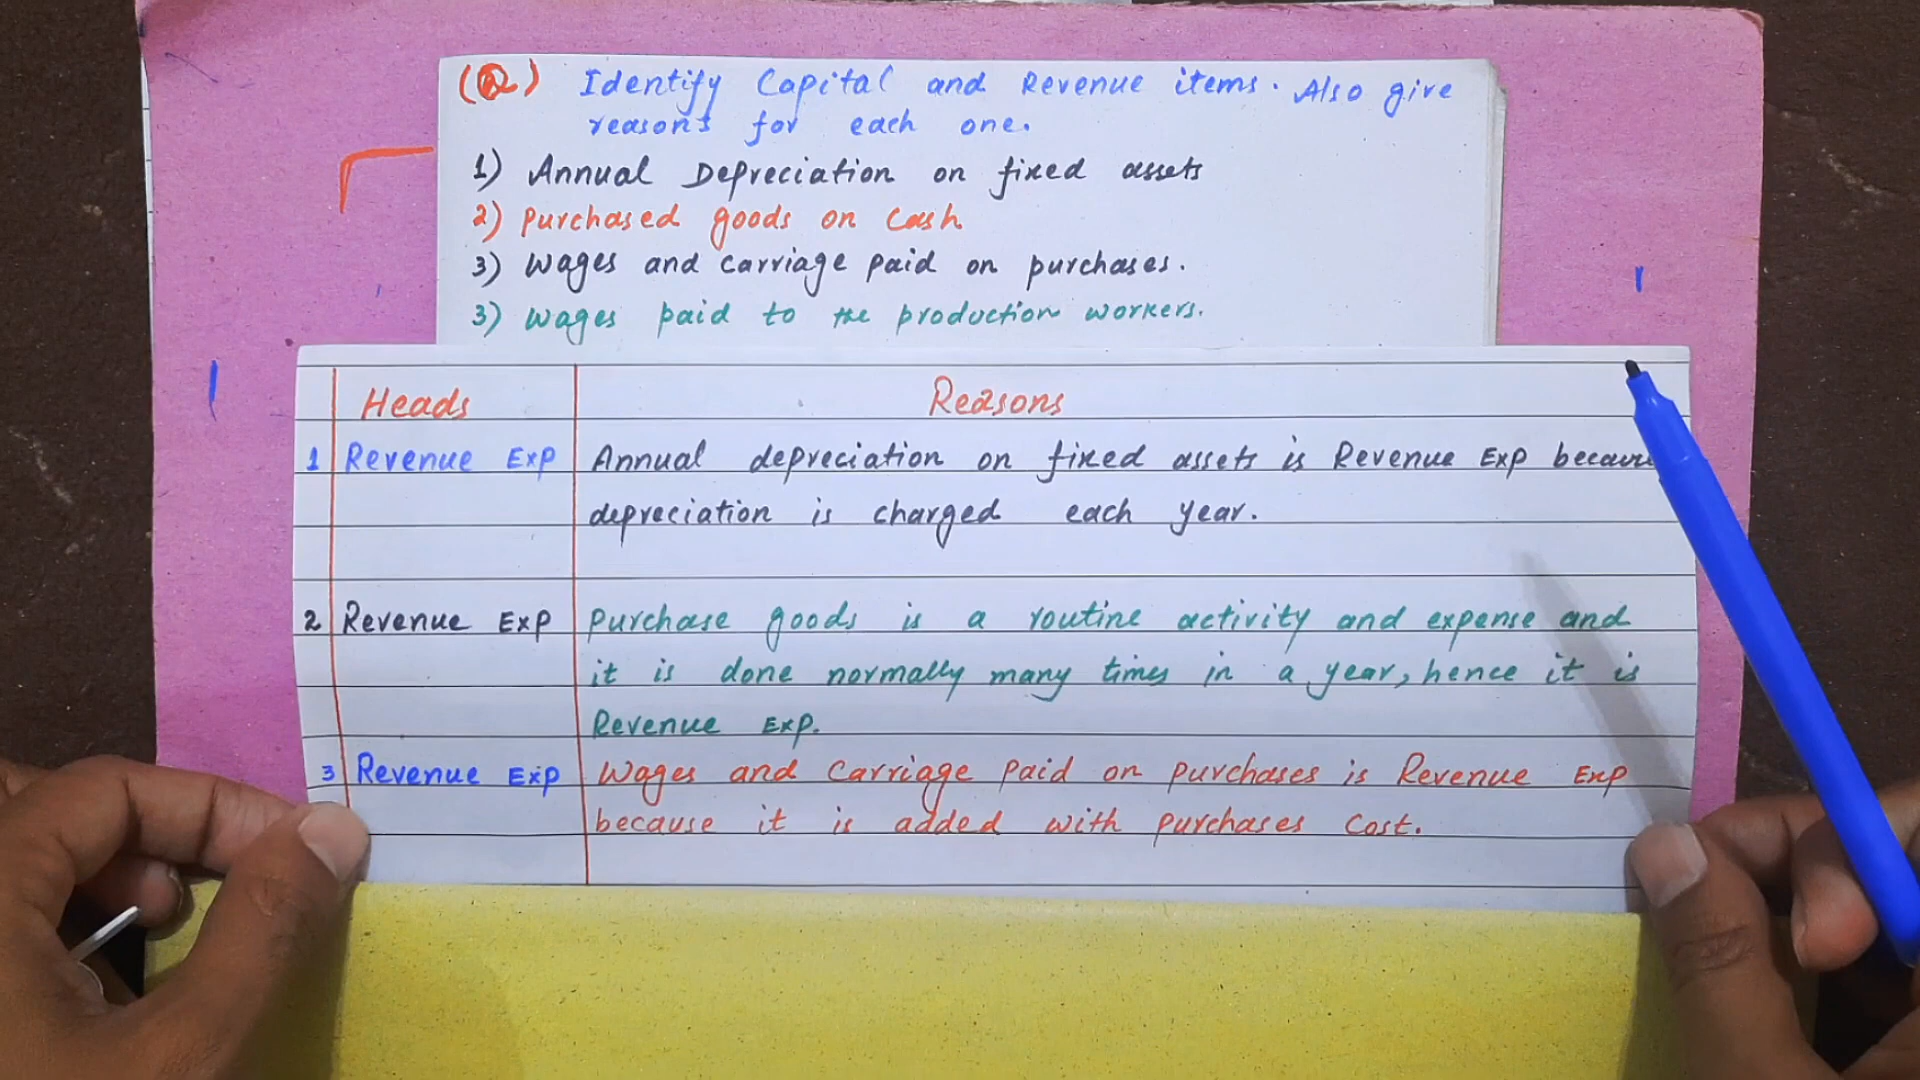 (Q) Identify Capital and Revenue items. Also give
reasons for each one.
1) Annual Depreciation on fixed assets
2) Purchased goods on Cash
3) Wages and Carriage paid on purchases.
3) Wages paid to the production workers.
Heads Reasons
1 Revenue Exp Annual depreciation on fixed assets is Revenue Exp because
depreciation is charged each year.
2 Revenue Exp Purchase goods is a routine activity and expense and
it is done normally many times in a year, hence it is
Revenue Exp.
3 Revenue Exp Wages and Carriage Paid on purchases is Revenue Exp
because it is added with purchases Cost.